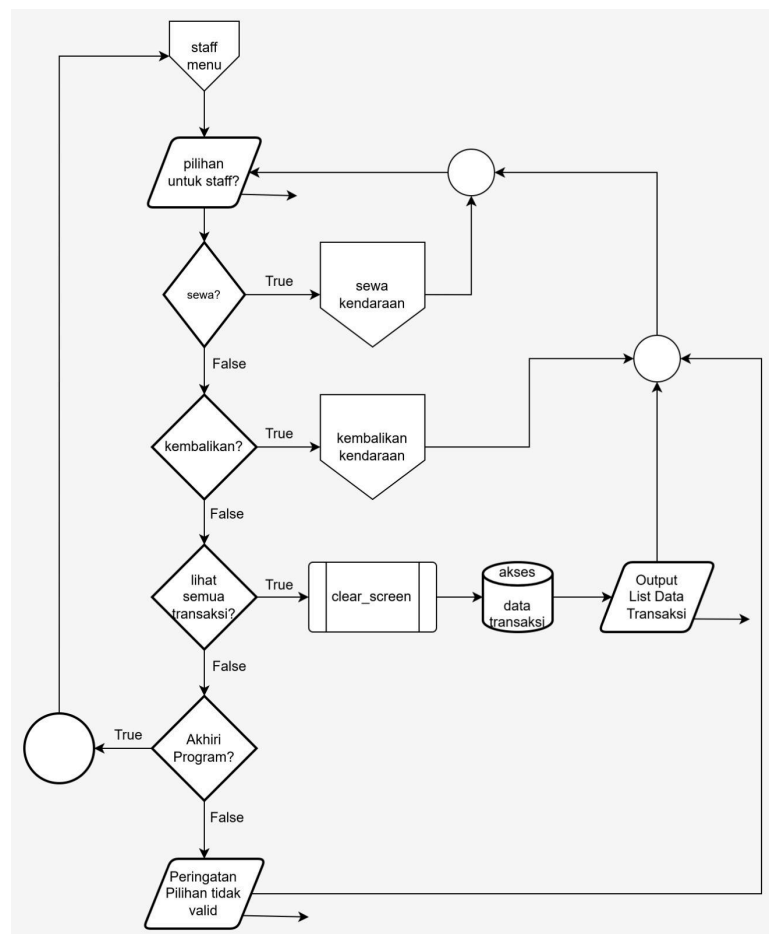 staff
menu
pilihan
untuk staff?
sewa?
True
sewa
kendaraan
False
kembalikan?
True
kembalikan
kendaraan
False
lihat
semua
transaksi?
True
clear_screen
akses
data
transaksi
Output
List Data
Transaksi
False
Akhiri
Program?
True
False
Peringatan
Pilihan tidak
valid